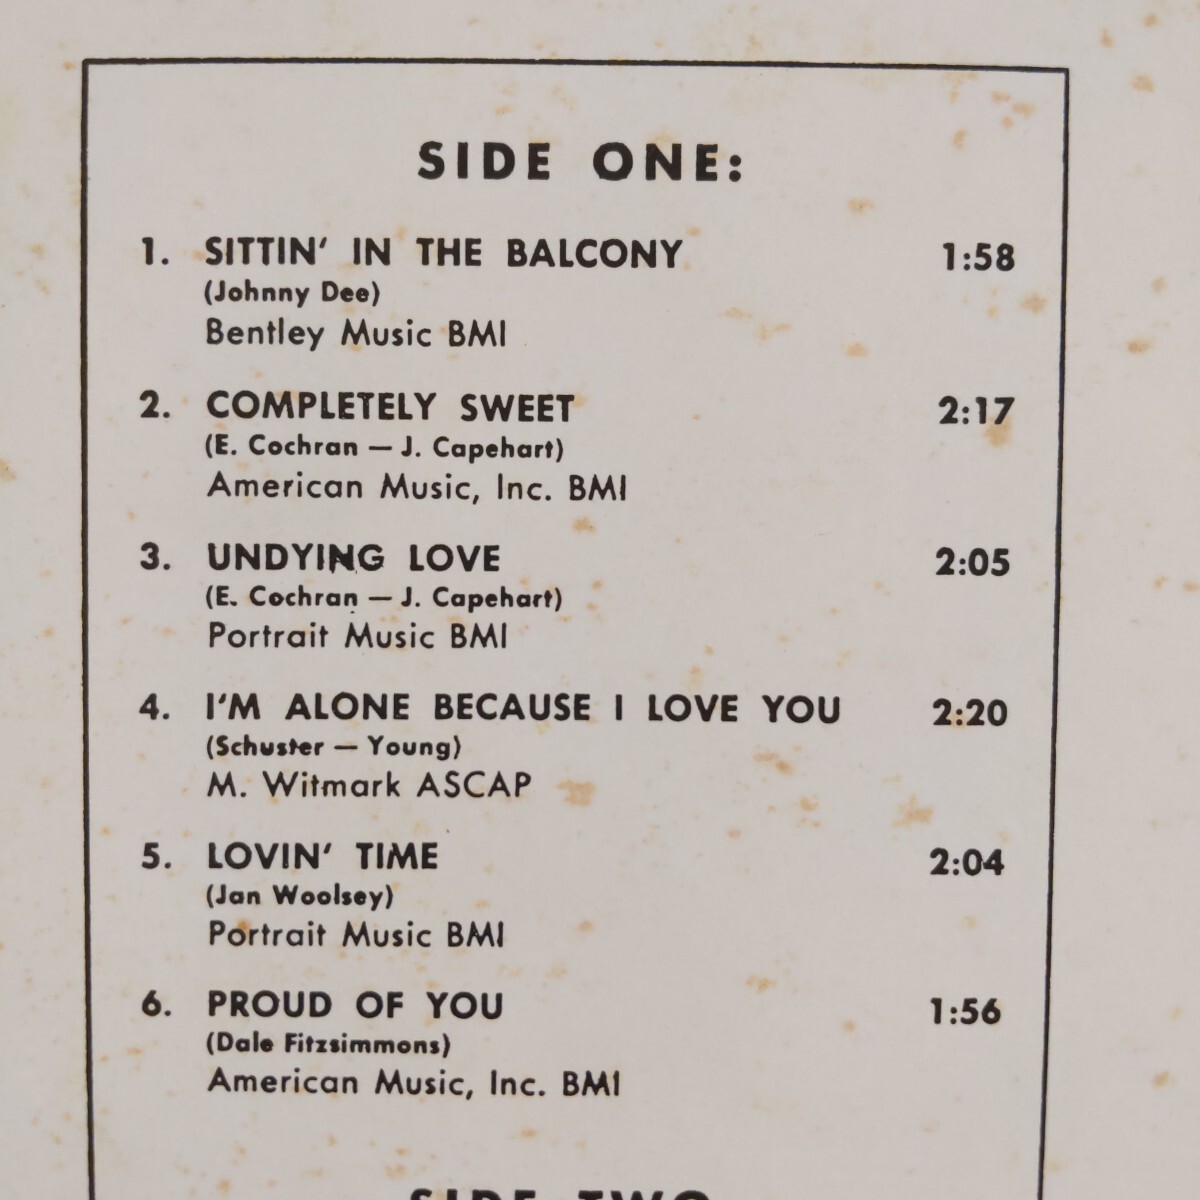 SIDE ONE:
1. SITTIN' IN THE BALCONY 1:58
(Johnny Dee)
Bentley Music BMI
2. COMPLETELY SWEET 2:17
(E. Cochran — J. Capehart)
American Music, Inc. BMI
3. UNDYING LOVE 2:05
(E. Cochran — J. Capehart)
Portrait Music BMI
4. I'M ALONE BECAUSE I LOVE YOU 2:20
(Schuster — Young)
M. Witmark ASCAP
5. LOVIN' TIME 2:04
(Jan Woolsey)
Portrait Music BMI
6. PROUD OF YOU 1:56
(Dale Fitzsimmons)
American Music, Inc. BMI
SIDE TWO